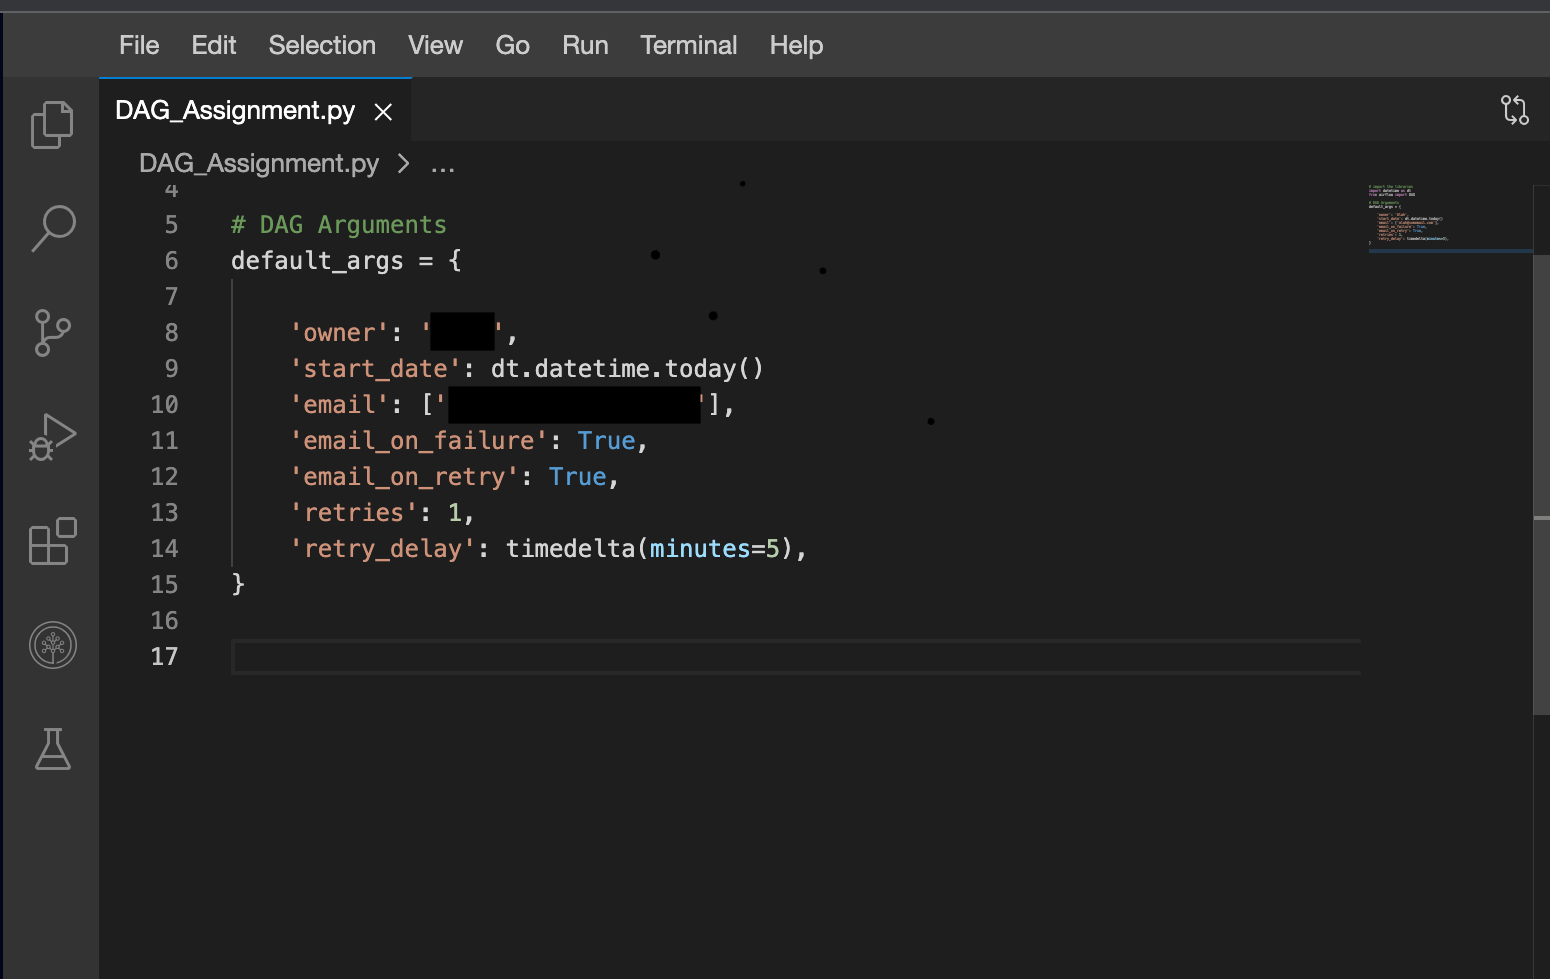 File Edit Selection View Go Run Terminal Help
DAG_Assignment.py ×
DAG_Assignment.py > ...
4
5 # DAG Arguments
6 default_args = {
7
8 'owner': '',
9 'start_date': dt.datetime.today()
10 'email': [''],
11 'email_on_failure': True,
12 'email_on_retry': True,
13 'retries': 1,
14 'retry_delay': timedelta(minutes=5),
15 }
16
17